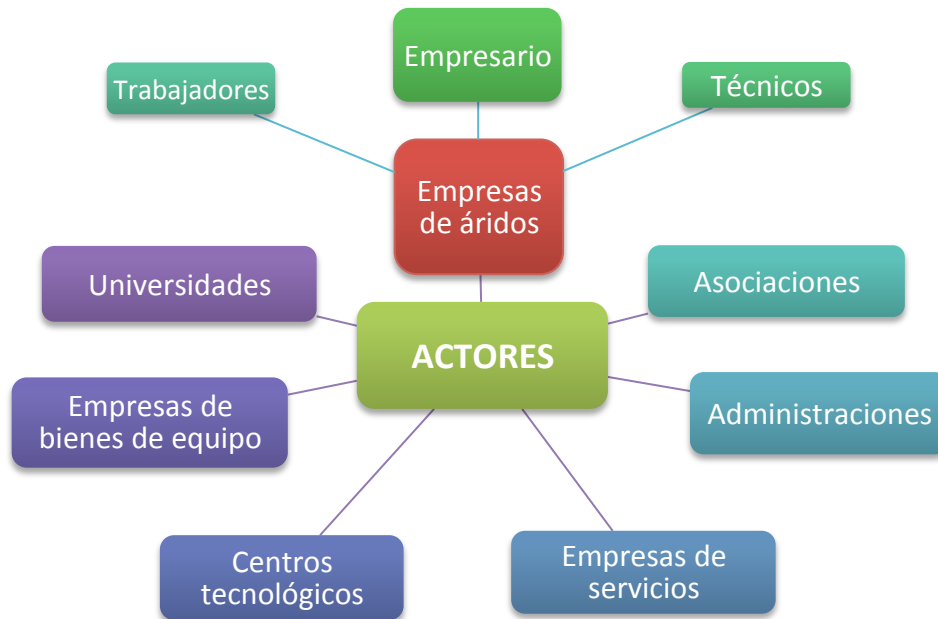 Empresario
Trabajadores
Técnicos
Empresas
de áridos
Universidades
Asociaciones
ACTORES
Empresas de
bienes de equipo
Administraciones
Centros
tecnológicos
Empresas de
servicios